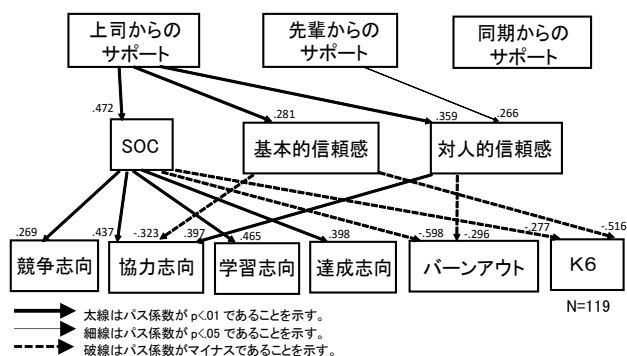 上司からの
サポート
先輩からの
サポート
同期からの
サポート
.472
.281
.359
.266
SOC
基本的信頼感
対人的信頼感
.269
.437
-.323
.397
.465
.398
-.598
-.296
-.277
-.516
競争志向
協力志向
学習志向
達成志向
バーンアウト
K6
N=119
太線はパス係数が p<.01 であることを示す。
細線はパス係数が p<.05 であることを示す。
破線はパス係数がマイナスであることを示す。